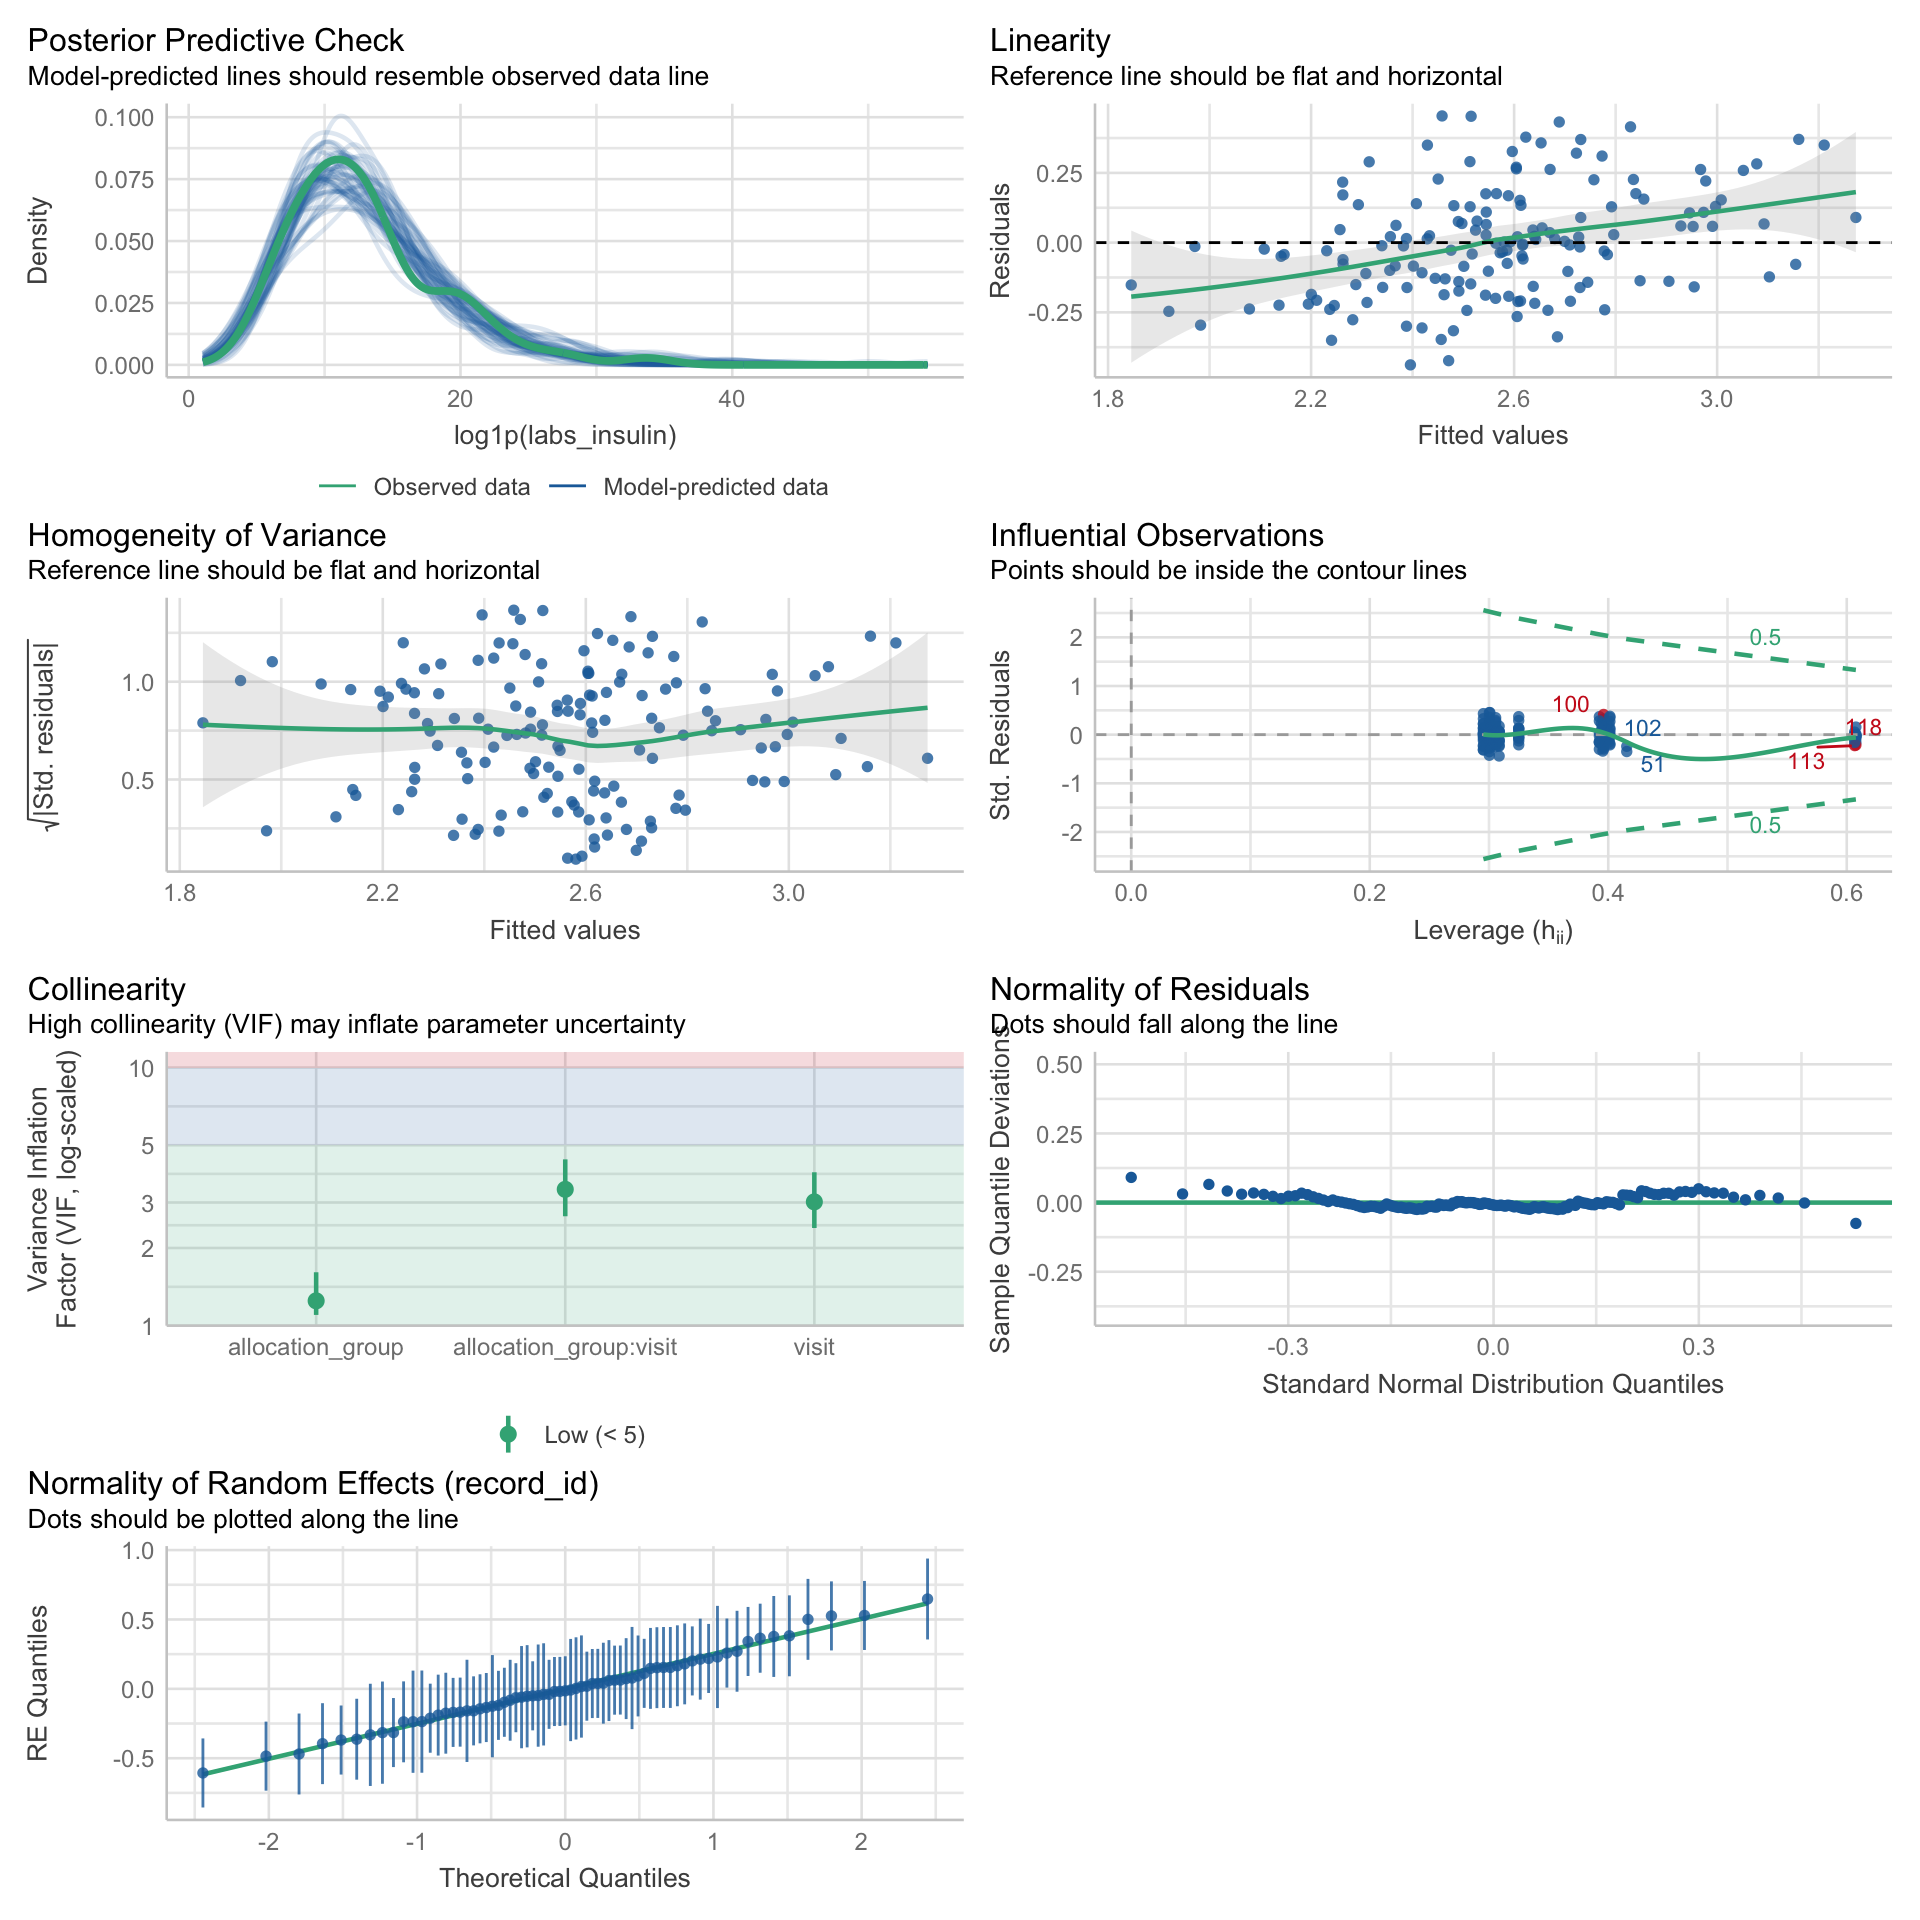 Posterior Predictive Check
Model-predicted lines should resemble observed data line
Density
0.100
0.075
0.050
0.025
0.000
0
20
40
log1p(labs_insulin)
Observed data
Model-predicted data
Linearity
Reference line should be flat and horizontal
Residuals
0.25
0.00
-0.25
1.8
2.2
2.6
3.0
Fitted values
Homogeneity of Variance
Reference line should be flat and horizontal
√|Std. residuals|
1.0
0.5
1.8
2.2
2.6
3.0
Fitted values
Influential Observations
Points should be inside the contour lines
Std. Residuals
2
1
0
-1
-2
0.5
100
102
118
51
113
0.5
0.0
0.2
0.4
0.6
Leverage (hii)
Collinearity
High collinearity (VIF) may inflate parameter uncertainty
Variance Inflation
Factor (VIF, log-scaled)
10
5
3
2
1
allocation_group
allocation_group:visit
visit
Low (< 5)
Normality of Residuals
Dots should fall along the line
Sample Quantile Deviations
0.50
0.25
0.00
-0.25
-0.3
0.0
0.3
Standard Normal Distribution Quantiles
Normality of Random Effects (record_id)
Dots should be plotted along the line
RE Quantiles
1.0
0.5
0.0
-0.5
-2
-1
0
1
2
Theoretical Quantiles